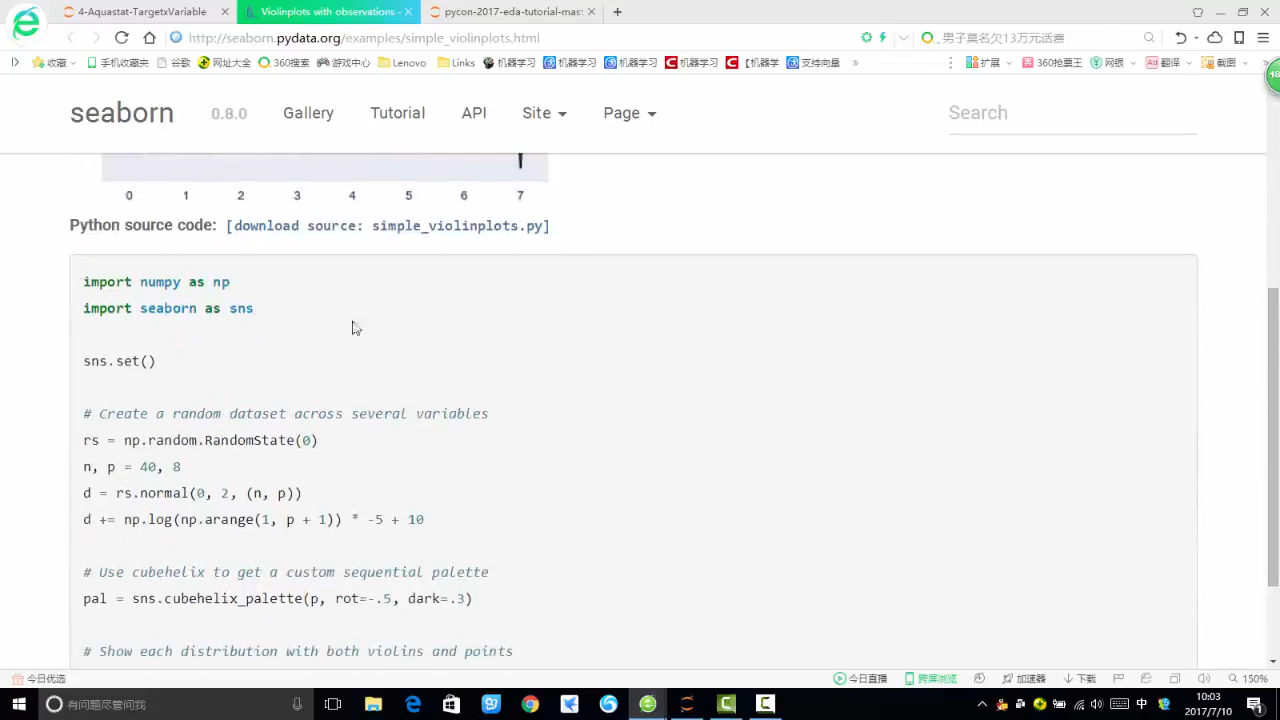 4-Aquastat-TargetxVariable
Violinplots with observations -
pycon-2017-eda-tutorial-mast
http://seaborn.pydata.org/examples/simple_violinplots.html
男子莫名欠13万元话费
收藏
手机收藏夹
谷歌
网址大全
360搜索
游戏中心
Lenovo
Links
机器学习
机器学习
机器学习
机器学习
【机器学
支持向量
»
扩展
360抢票王
网银
翻译
截图
»
48
seaborn 0.8.0 Gallery Tutorial API Site Page Search
0 1 2 3 4 5 6 7
Python source code: [download source: simple_violinplots.py]
import numpy as np
import seaborn as sns
sns.set()
# Create a random dataset across several variables
rs = np.random.RandomState(0)
n, p = 40, 8
d = rs.normal(0, 2, (n, p))
d += np.log(np.arange(1, p + 1)) * -5 + 10
# Use cubehelix to get a custom sequential palette
pal = sns.cubehelix_palette(p, rot=-.5, dark=.3)
# Show each distribution with both violins and points
今日优选
今日直播
跨屏浏览
加速器
下载
150%
有问题尽管问我
中
10:03
2017/7/10